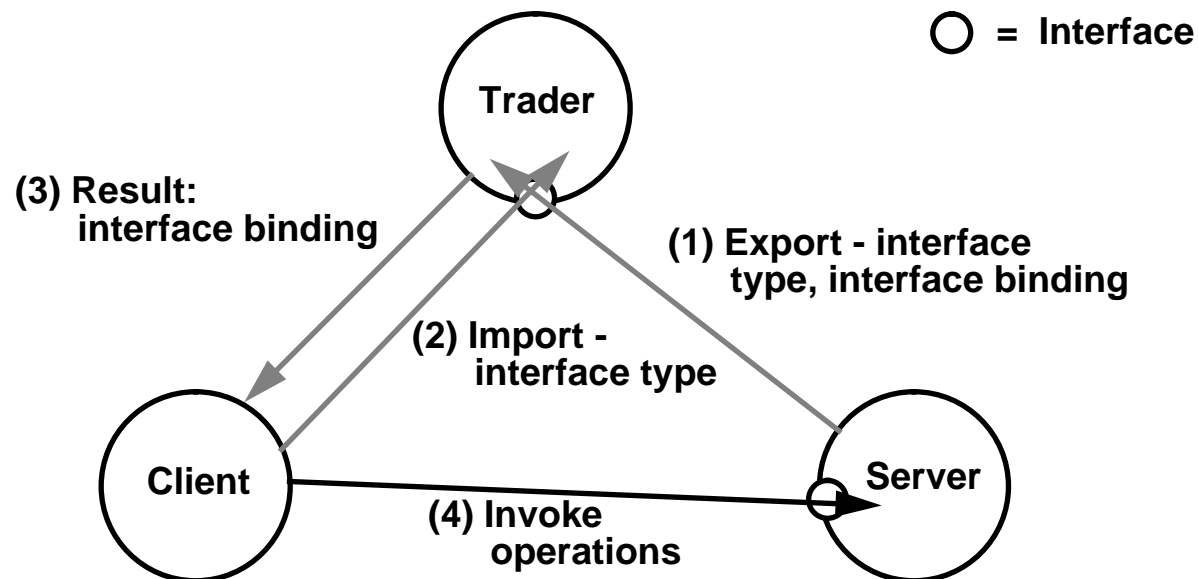 = Interface
Trader
(3) Result:
interface binding
(1) Export - interface
type, interface binding
(2) Import -
interface type
Client
Server
(4) Invoke
operations